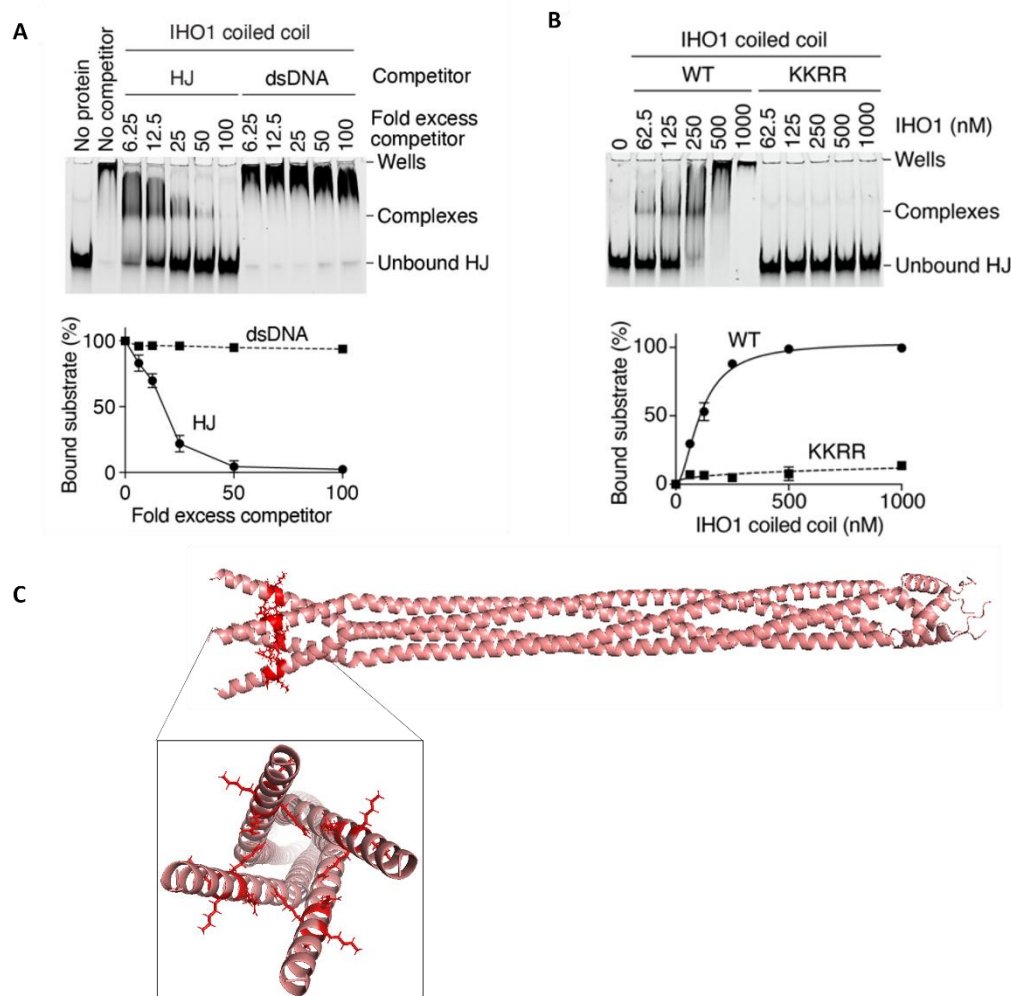 A
IHO1 coiled coil
HJ dsDNA Competitor
No protein No competitor 6.25 12.5 25 50 100 6.25 12.5 25 50 100 Fold excess competitor
Wells
Complexes
Unbound HJ
Bound substrate (%)
100
50
0
dsDNA
HJ
0 50 100
Fold excess competitor
B
IHO1 coiled coil
WT KKRR
0 62.5 125 250 500 1000 62.5 125 250 500 1000 IHO1 (nM)
Wells
Complexes
Unbound HJ
Bound substrate (%)
100
50
0
WT
KKRR
0 500 1000
IHO1 coiled coil (nM)
C